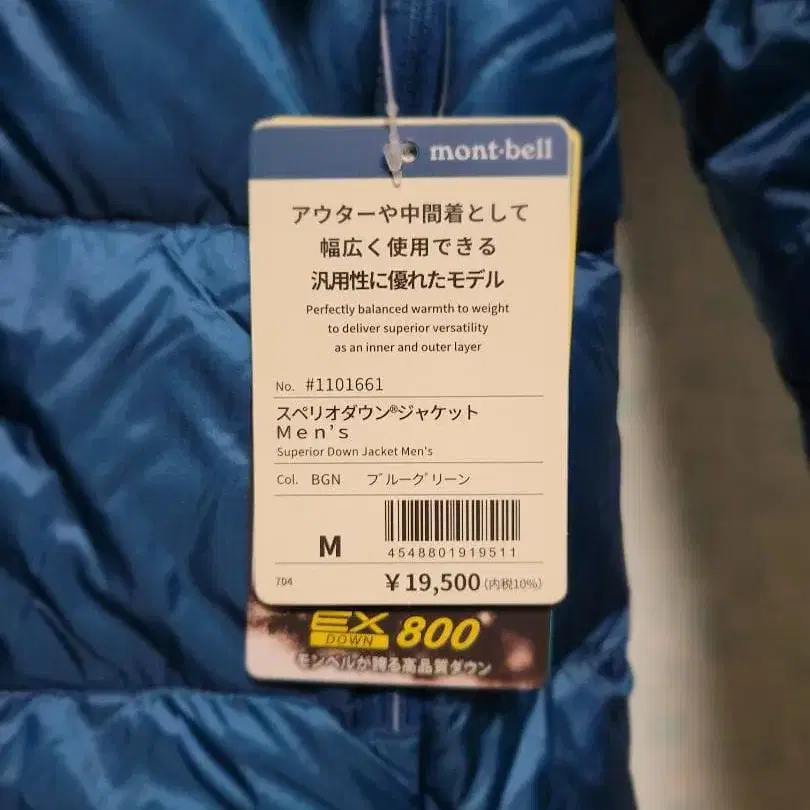 mont·bell
アウターや中間着として
幅広く使用できる
汎用性に優れたモデル
Perfectly balanced warmth to weight
to deliver superior versatility
as an inner and outer layer
No. #1101661
スペリオダウン®ジャケット
Men's
Superior Down Jacket Men's
Col. BGN ブルーグリーン
M
4548801919511
704
¥19,500(内税10%)
EX
DOWN
800
モンベルが誇る高品質ダウン